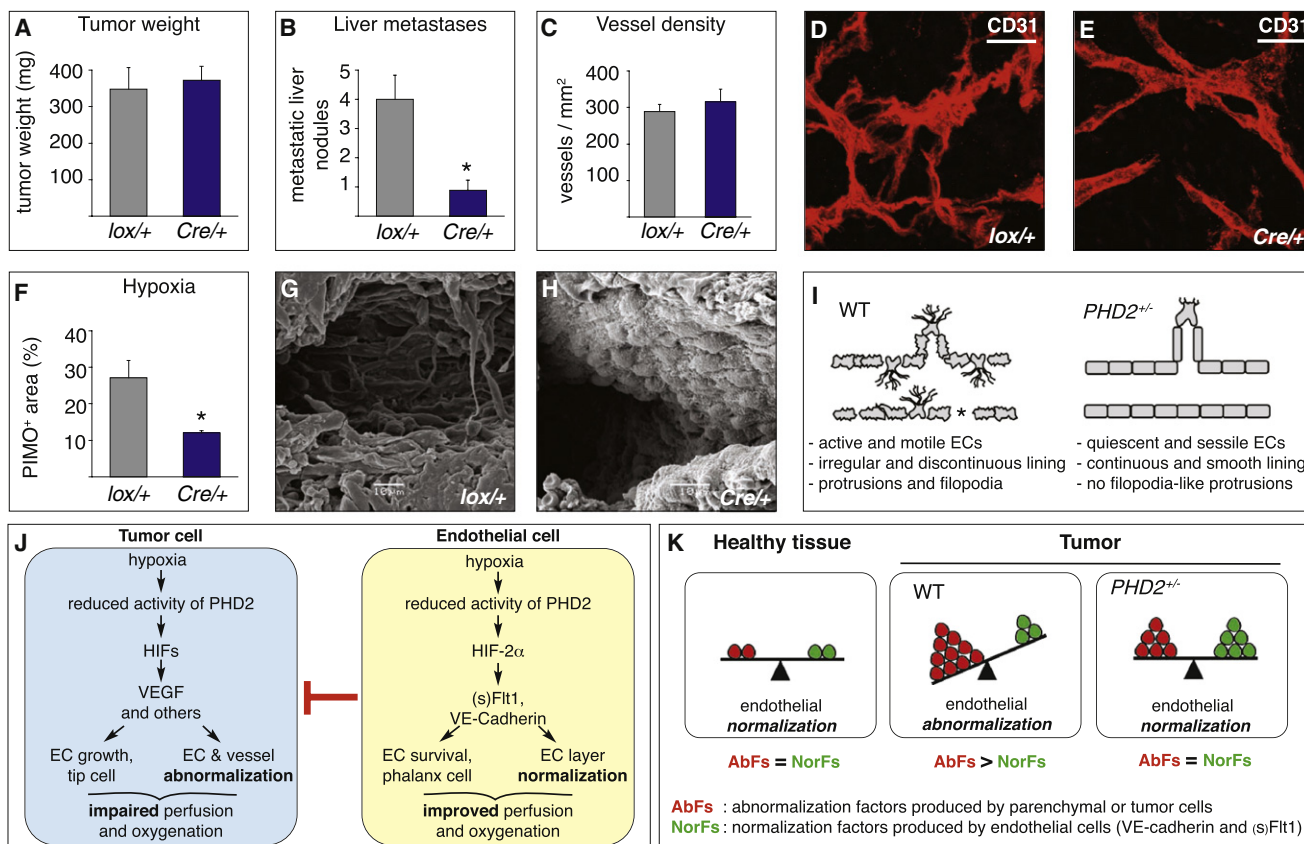 A
Tumor weight
tumor weight (mg)
400
300
200
100
lox/+
Cre/+
B
Liver metastases
metastatic liver
nodules
5
4
3
2
1
*
lox/+
Cre/+
C
Vessel density
vessels / mm²
400
300
200
100
lox/+
Cre/+
D
CD31
lox/+
E
CD31
Cre/+
F
Hypoxia
PIMO⁺ area (%)
40
30
20
10
*
lox/+
Cre/+
G
10µm
lox/+
H
10µm
Cre/+
I
WT
*
- active and motile ECs
- irregular and discontinuous lining
- protrusions and filopodia
PHD2+/-
- quiescent and sessile ECs
- continuous and smooth lining
- no filopodia-like protrusions
J
Tumor cell
hypoxia
reduced activity of PHD2
HIFs
VEGF
and others
EC growth,
tip cell
EC & vessel
abnormalization
impaired perfusion
and oxygenation
Endothelial cell
hypoxia
reduced activity of PHD2
HIF-2α
(s)Flt1,
VE-Cadherin
EC survival,
phalanx cell
EC layer
normalization
improved perfusion
and oxygenation
K
Healthy tissue
Tumor
endothelial
normalization
AbFs = NorFs
WT
endothelial
abnormalization
AbFs > NorFs
PHD2+/-
endothelial
normalization
AbFs = NorFs
AbFs : abnormalization factors produced by parenchymal or tumor cells
NorFs : normalization factors produced by endothelial cells (VE-cadherin and (s)Flt1)